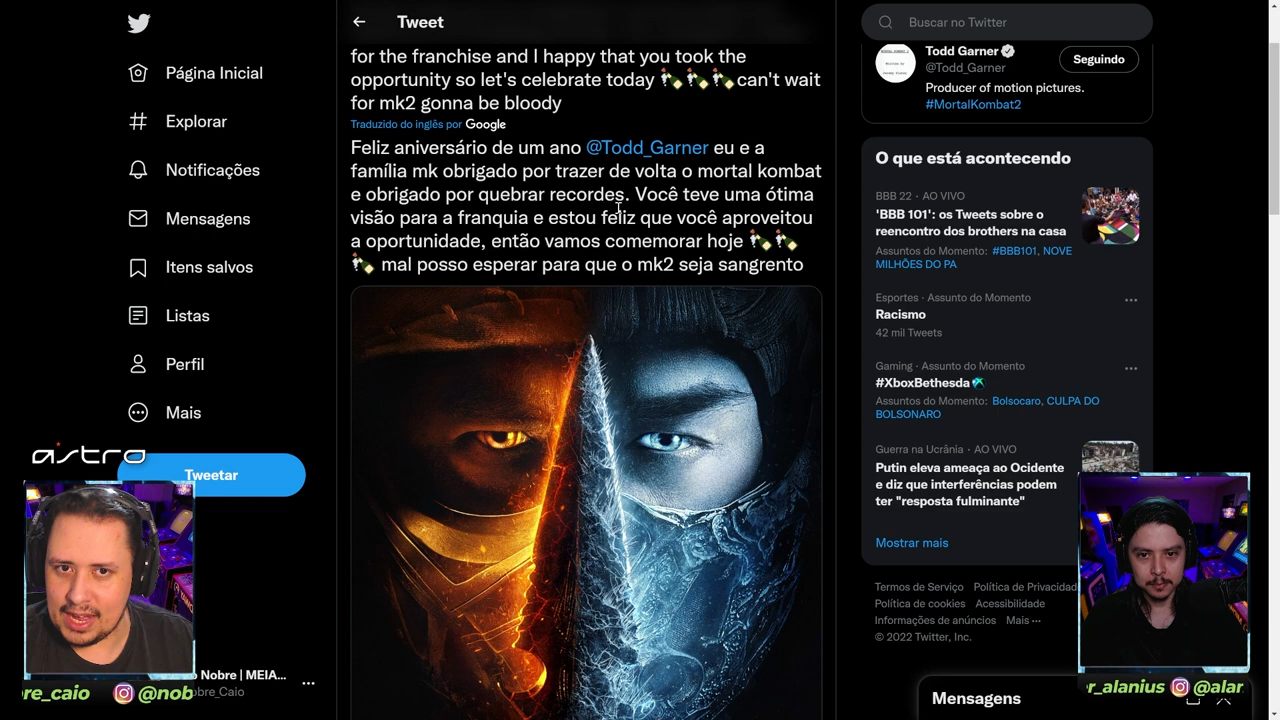 Tweet
Buscar no Twitter
Página Inicial
Explorar
Notificações
Mensagens
Itens salvos
Listas
Perfil
Mais
Tweetar
for the franchise and I happy that you took the
opportunity so let's celebrate today 🍾🍾🍾can't wait
for mk2 gonna be bloody
Traduzido do inglês por Google
Feliz aniversário de um ano @Todd_Garner eu e a
família mk obrigado por trazer de volta o mortal kombat
e obrigado por quebrar recordes. Você teve uma ótima
visão para a franquia e estou feliz que você aproveitou
a oportunidade, então vamos comemorar hoje 🍾🍾
🍾 mal posso esperar para que o mk2 seja sangrento
Todd Garner
@Todd_Garner
Seguindo
Producer of motion pictures.
#MortalKombat2
O que está acontecendo
BBB 22 · AO VIVO
'BBB 101': os Tweets sobre o
reencontro dos brothers na casa
Assuntos do Momento: #BBB101, NOVE
MILHÕES DO PA
Esportes · Assunto do Momento
Racismo
42 mil Tweets
Gaming · Assunto do Momento
#XboxBethesda
Assuntos do Momento: Bolsocaro, CULPA DO
BOLSONARO
Guerra na Ucrânia · AO VIVO
Putin eleva ameaça ao Ocidente
e diz que interferências podem
ter "resposta fulminante"
Mostrar mais
Termos de Serviço Política de Privacidad
Política de cookies Acessibilidade
Informações de anúncios Mais ···
© 2022 Twitter, Inc.
Mensagens
astro
o Nobre | MEIA...
obre_Caio
re_caio @nob
r_alanius @alar